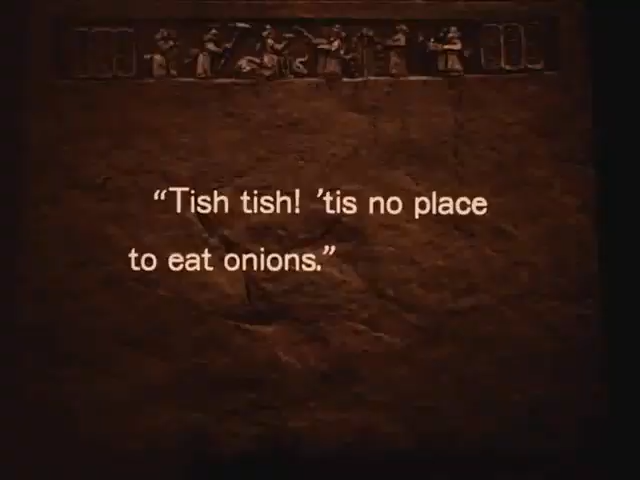 “Tish tish! ’tis no place
to eat onions.”